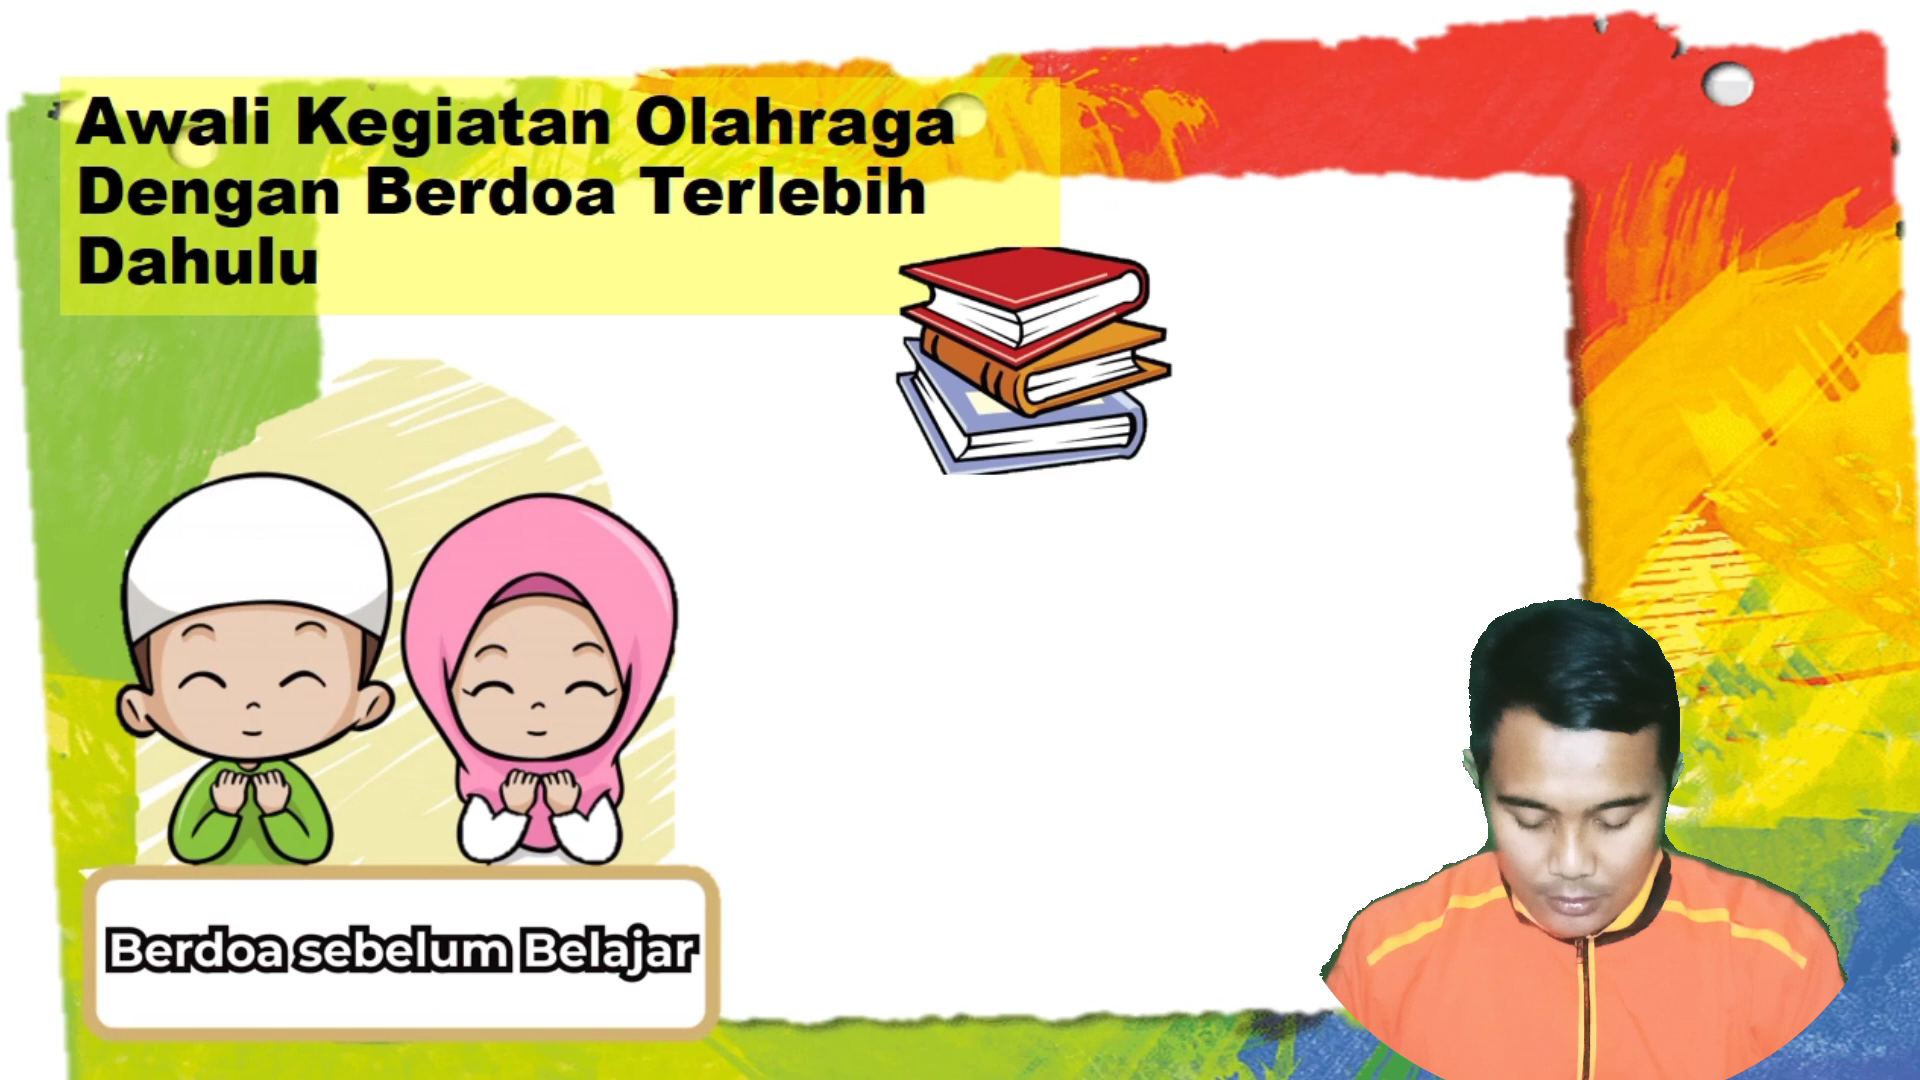 Awali Kegiatan Olahraga
Dengan Berdoa Terlebih
Dahulu
Berdoa sebelum Belajar